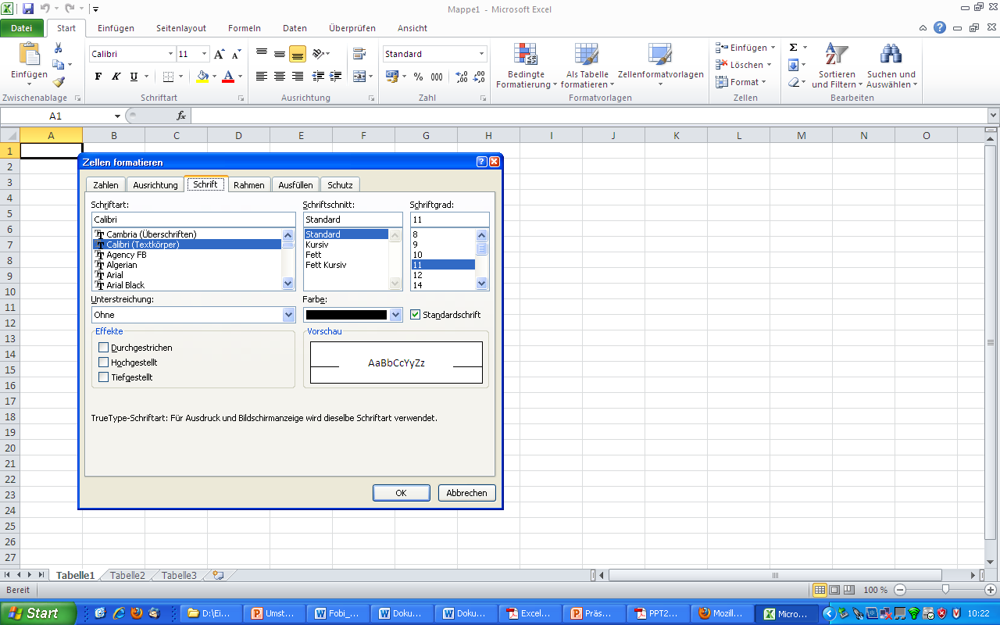 Mappe1 - Microsoft Excel
Datei Start Einfügen Seitenlayout Formeln Daten Überprüfen Ansicht
Einfügen
Zwischenablage
Calibri 11
F K U
Schriftart
Ausrichtung
Standard
% 000
Zahl
Bedingte Formatierung
Als Tabelle formatieren
Zellenformatvorlagen
Formatvorlagen
Einfügen
Löschen
Format
Zellen
Σ
Sortieren und Filtern
Suchen und Auswählen
Bearbeiten
A1 fx
A B C D E F G H I J K L M N O
1
2
3
4
5
6
7
8
9
10
11
12
13
14
15
16
17
18
19
20
21
22
23
24
25
26
27
Zellen formatieren
Zahlen Ausrichtung Schrift Rahmen Ausfüllen Schutz
Schriftart: Schriftschnitt: Schriftgrad:
Calibri Standard 11
Cambria (Überschriften) Standard 8
Calibri (Textkörper) Kursiv 9
Agency FB Fett 10
Algerian Fett Kursiv 11
Arial 12
Arial Black 14
Unterstreichung: Farbe:
Ohne Standardschrift
Effekte Vorschau
Durchgestrichen
Hochgestellt
Tiefgestellt
AaBbCcYyZz
TrueType-Schriftart: Für Ausdruck und Bildschirmanzeige wird dieselbe Schriftart verwendet.
OK Abbrechen
Tabelle1 Tabelle2 Tabelle3
Bereit 100 %
Start D:\Ei... Umst... Fobi_... Doku... Doku... Excel... Präs... PPT2... Mozill... Micro... 10:22